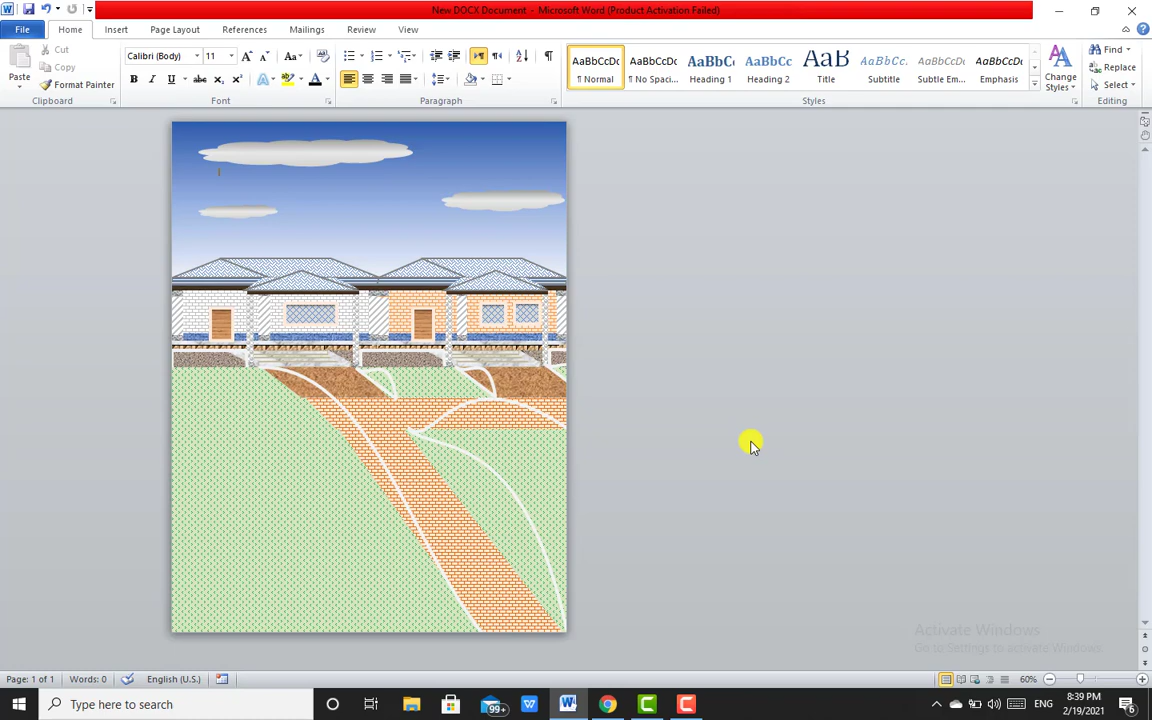 New DOCX Document - Microsoft Word (Product Activation Failed)
File Home Insert Page Layout References Mailings Review View
Paste
Cut
Copy
Format Painter
Clipboard
Calibri (Body) 11
Font
Paragraph
AaBbCcDc AaBbCcDc AaBbC AaBbCc AaB AaBbCc. AaBbCcDc AaBbCcDc
¶ Normal ¶ No Spaci... Heading 1 Heading 2 Title Subtitle Subtle Em... Emphasis
Styles
Change Styles
Find
Replace
Select
Editing
Activate Windows
Go to Settings to activate Windows.
Page: 1 of 1 Words: 0 English (U.S.) 60%
Type here to search
99+
ENG
8:39 PM
2/19/2021
6